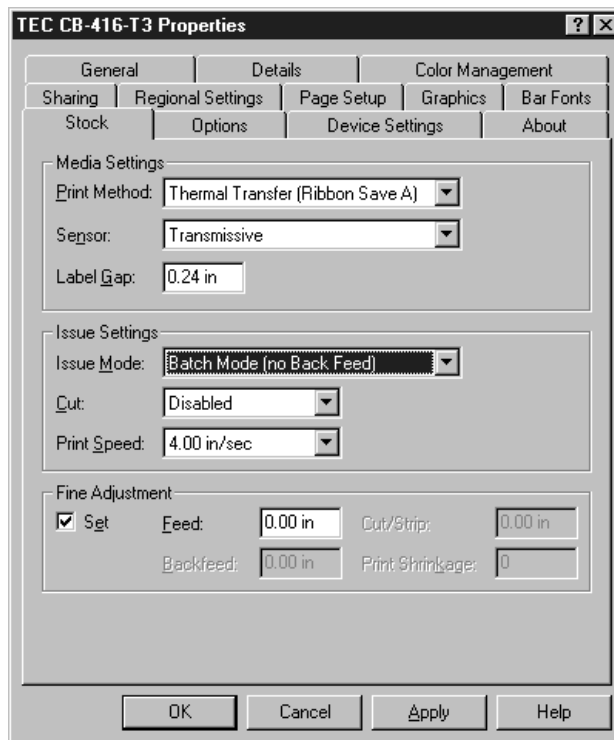 TEC CB-416-T3 Properties
General Details Color Management
Sharing Regional Settings Page Setup Graphics Bar Fonts
Stock Options Device Settings About
Media Settings
Print Method: Thermal Transfer (Ribbon Save A)
Sensor: Transmissive
Label Gap: 0.24 in
Issue Settings
Issue Mode: Batch Mode (no Back Feed)
Cut: Disabled
Print Speed: 4.00 in/sec
Fine Adjustment
Set Feed: 0.00 in Cut/Strip: 0.00 in
Backfeed: 0.00 in Print Shrinkage: 0
OK Cancel Apply Help